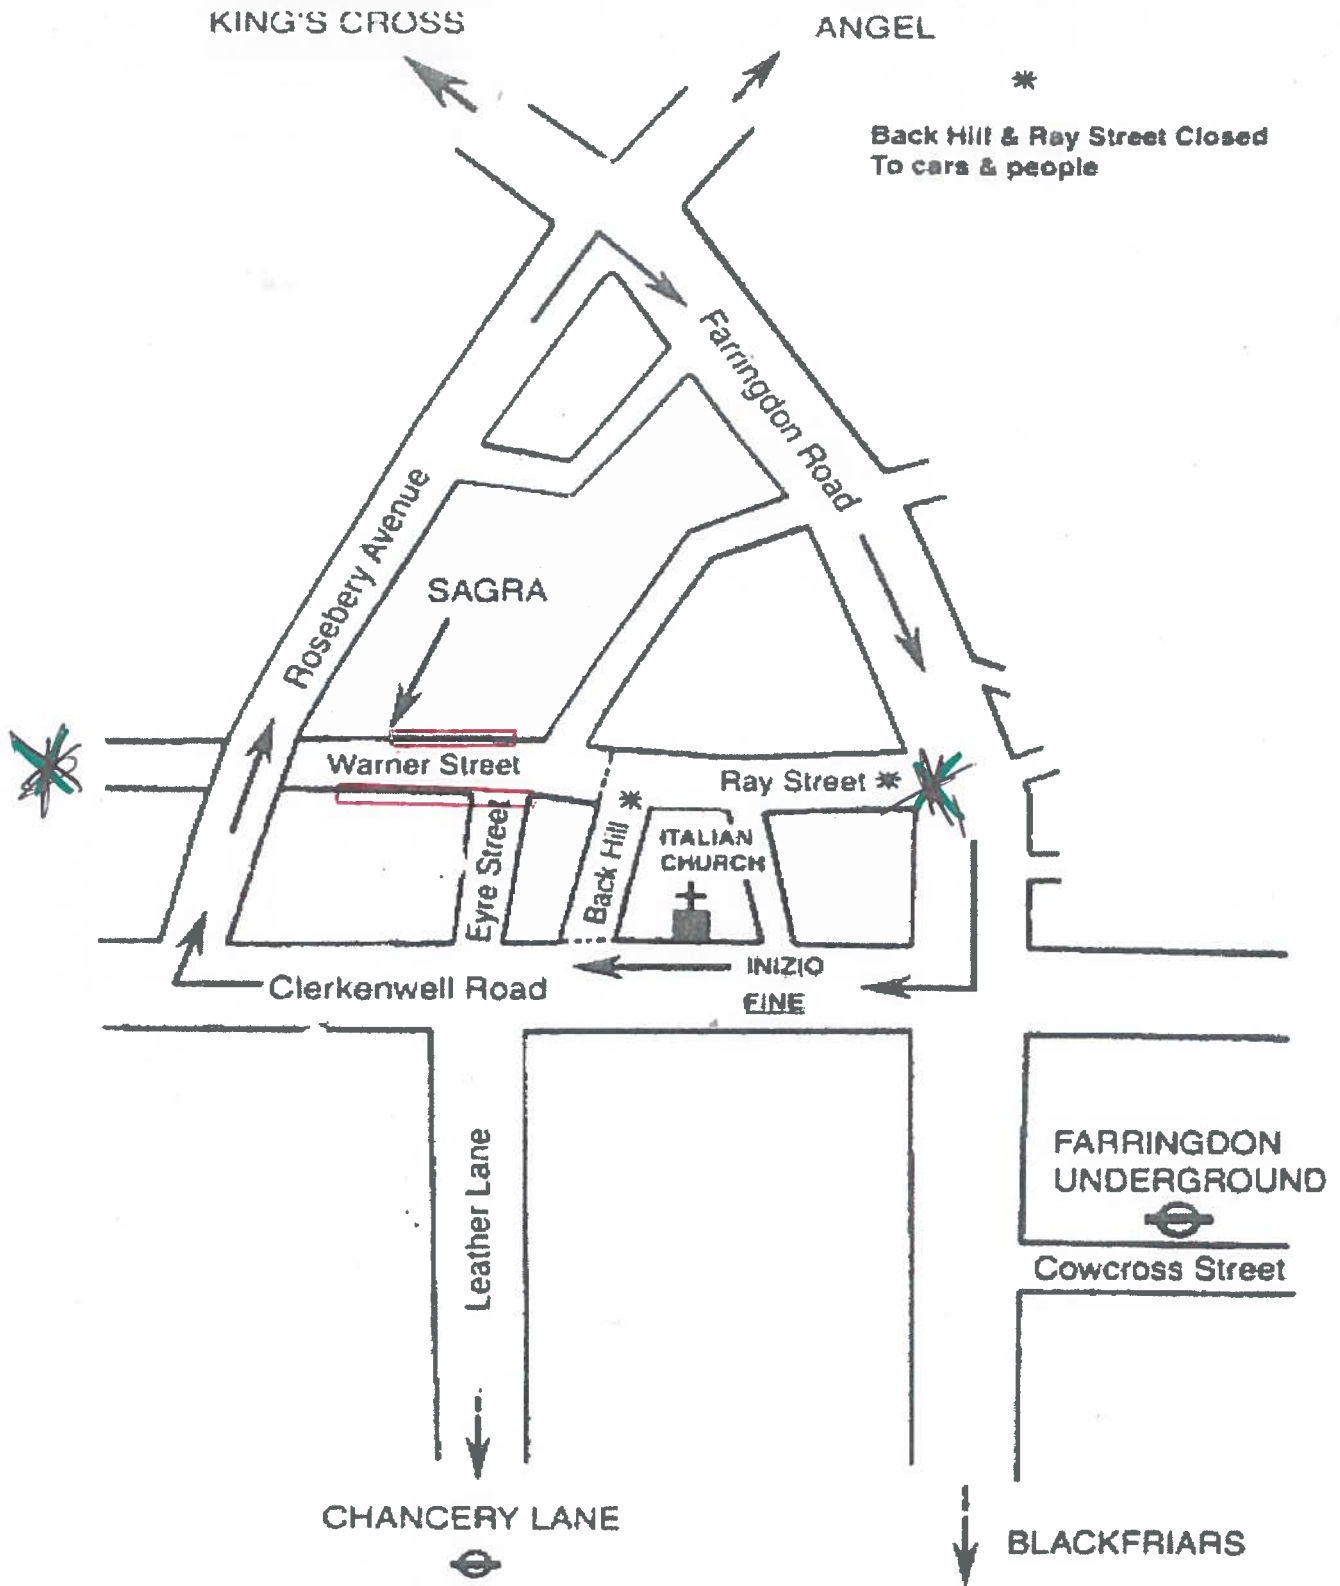 KING'S CROSS
ANGEL
*
Back Hill & Ray Street Closed
To cars & people
Farringdon Road
Rosebery Avenue
SAGRA
Warner Street
Ray Street *
*
Eyre Street
Back Hill
ITALIAN
CHURCH
INIZIO
Clerkenwell Road
FINE
Leather Lane
FARRINGDON
UNDERGROUND
Cowcross Street
CHANCERY LANE
BLACKFRIARS